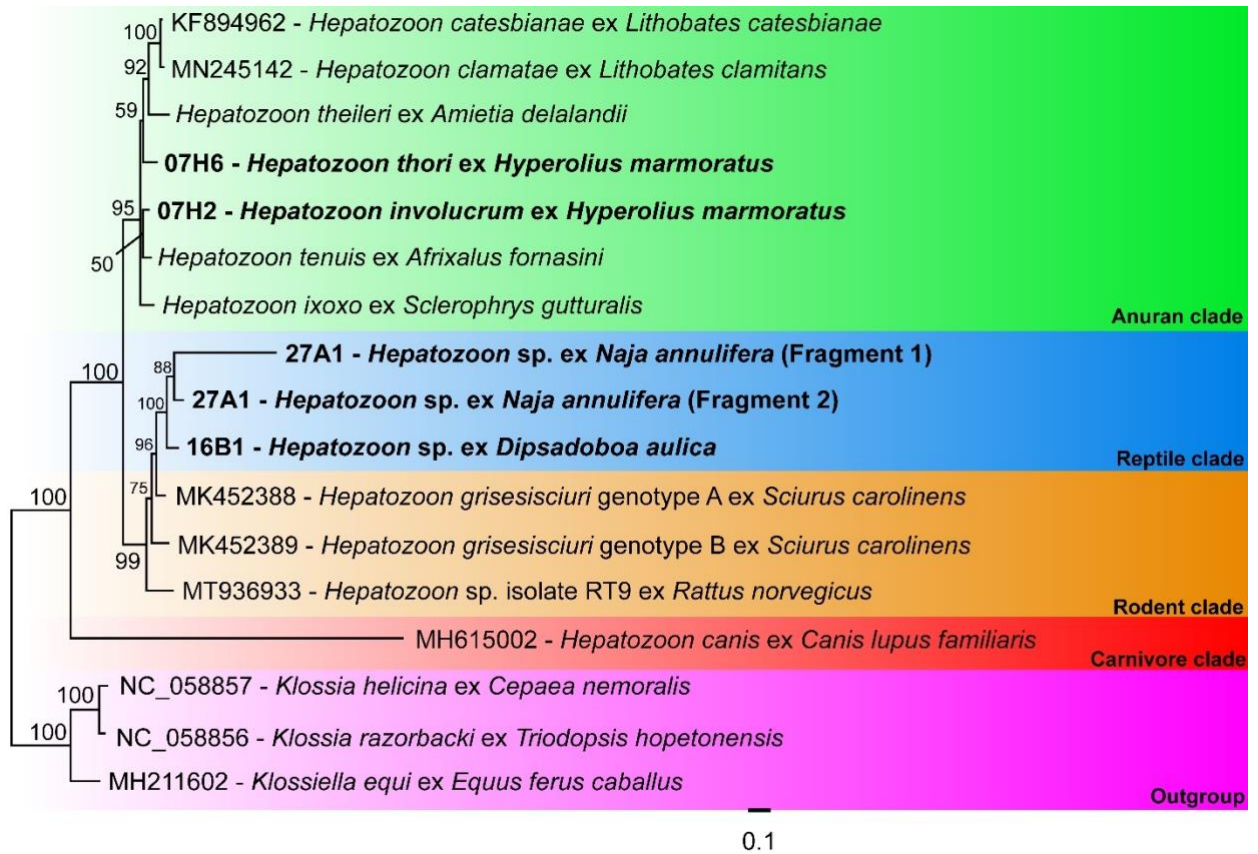 KF894962 - Hepatozoon catesbianae ex Lithobates catesbianae
100
92
MN245142 - Hepatozoon clamatae ex Lithobates clamitans
59
Hepatozoon theileri ex Amietia delalandii
07H6 - Hepatozoon thori ex Hyperolius marmoratus
95
07H2 - Hepatozoon involucrum ex Hyperolius marmoratus
50
Hepatozoon tenuis ex Afrixalus fornasini
Hepatozoon ixoxo ex Sclerophrys gutturalis
Anuran clade
27A1 - Hepatozoon sp. ex Naja annulifera (Fragment 1)
88
100
27A1 - Hepatozoon sp. ex Naja annulifera (Fragment 2)
100
96
16B1 - Hepatozoon sp. ex Dipsadoboa aulica
Reptile clade
75
MK452388 - Hepatozoon grisesisciuri genotype A ex Sciurus carolinens
100
MK452389 - Hepatozoon grisesisciuri genotype B ex Sciurus carolinens
99
MT936933 - Hepatozoon sp. isolate RT9 ex Rattus norvegicus
Rodent clade
MH615002 - Hepatozoon canis ex Canis lupus familiaris
Carnivore clade
100
NC_058857 - Klossia helicina ex Cepaea nemoralis
100
NC_058856 - Klossia razorbacki ex Triodopsis hopetonensis
MH211602 - Klossiella equi ex Equus ferus caballus
Outgroup
0.1